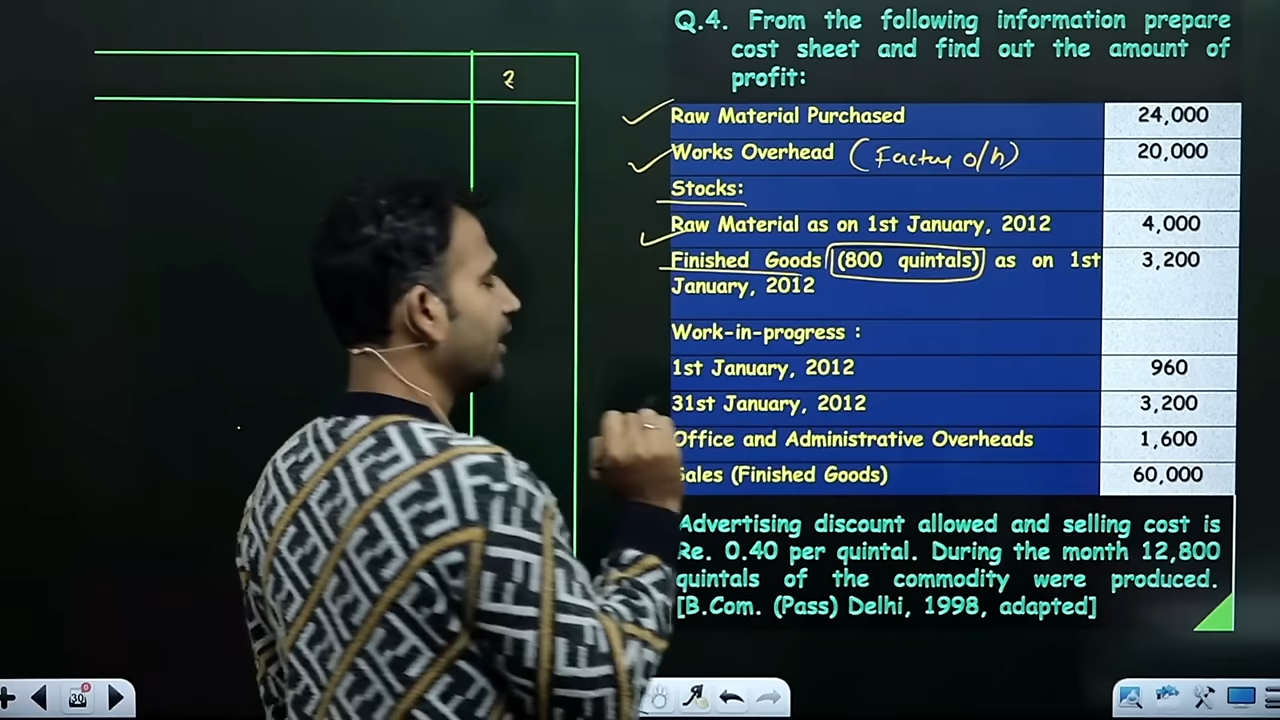 Q.4. From the following information prepare
cost sheet and find out the amount of
profit:
₹
Raw Material Purchased 24,000
Works Overhead (Factory o/h) 20,000
Stocks:
Raw Material as on 1st January, 2012 4,000
Finished Goods (800 quintals) as on 1st 3,200
January, 2012
Work-in-progress :
1st January, 2012 960
31st January, 2012 3,200
Office and Administrative Overheads 1,600
Sales (Finished Goods) 60,000
Advertising discount allowed and selling cost is
Re. 0.40 per quintal. During the month 12,800
quintals of the commodity were produced.
[B.Com. (Pass) Delhi, 1998, adapted]
30